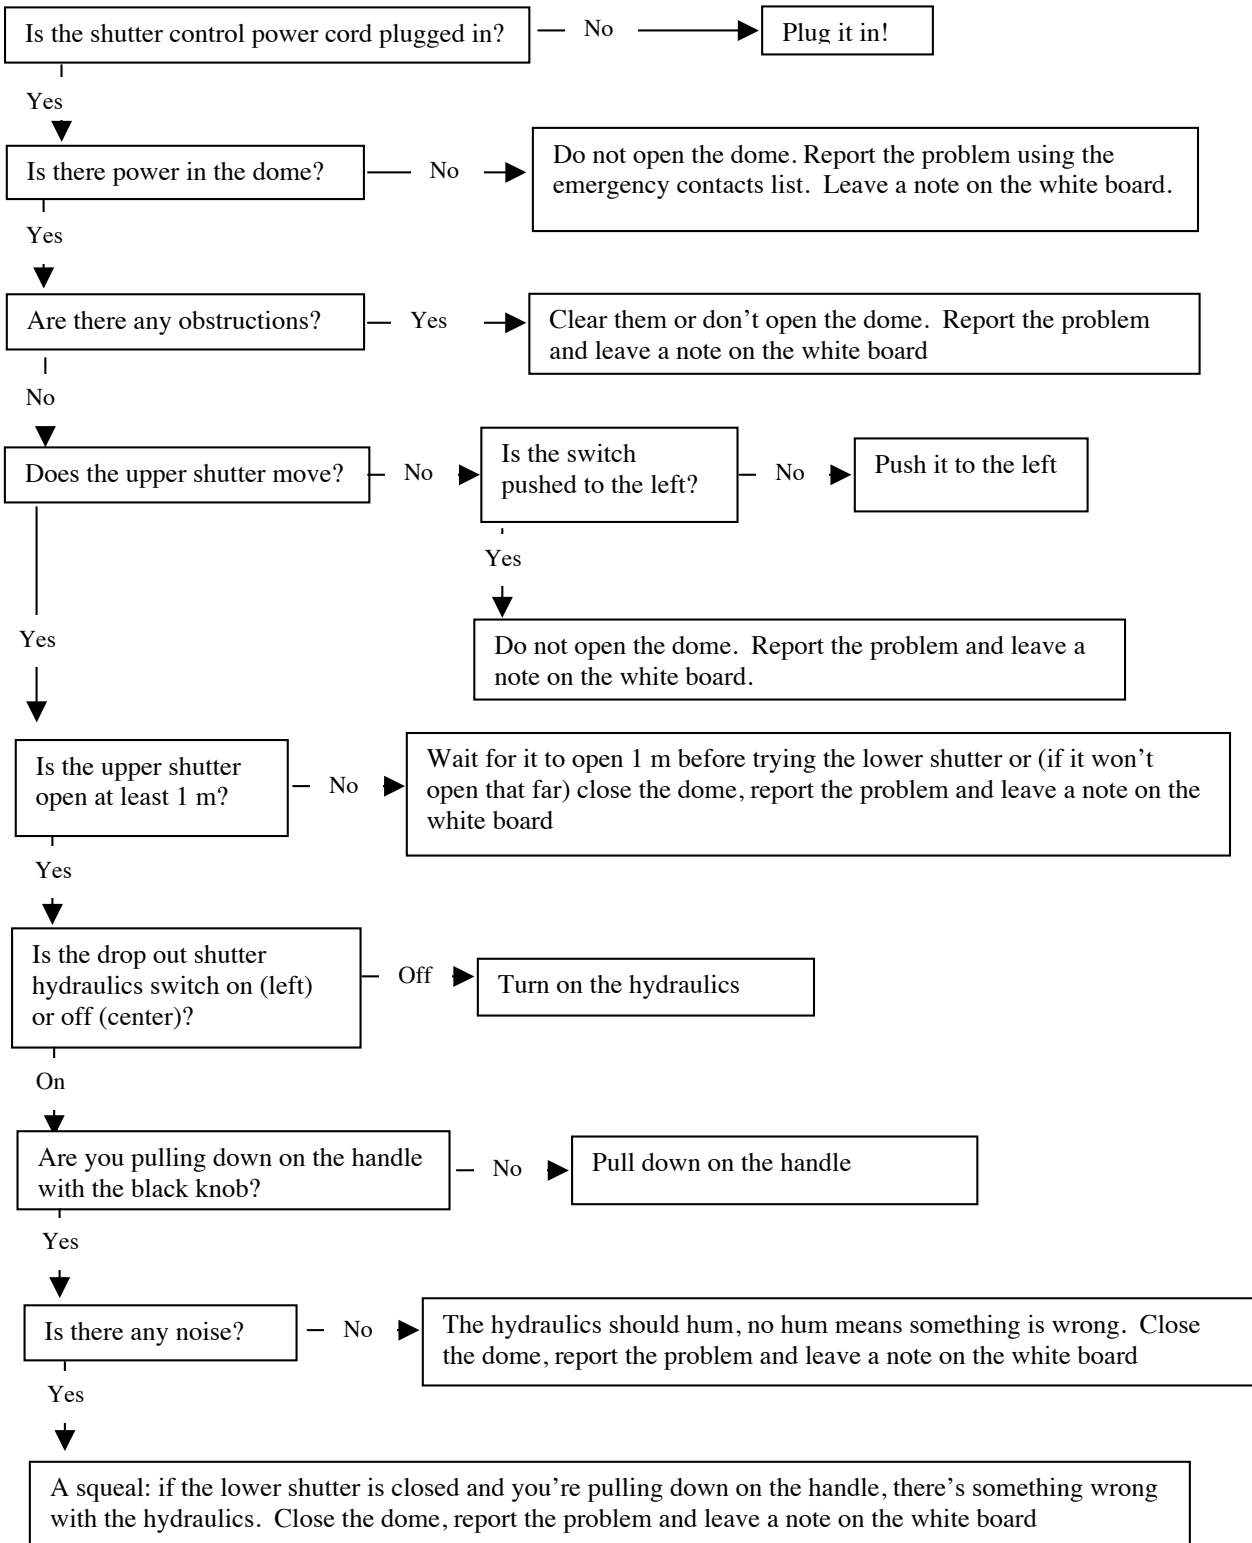 Is the shutter control power cord plugged in?
No
Plug it in!
Yes
Is there power in the dome?
No
Do not open the dome. Report the problem using the
emergency contacts list.  Leave a note on the white board.
Yes
Are there any obstructions?
Yes
Clear them or don’t open the dome.  Report the problem
and leave a note on the white board
No
Does the upper shutter move?
No
Is the switch
pushed to the left?
No
Push it to the left
Yes
Do not open the dome.  Report the problem and leave a
note on the white board.
Yes
Is the upper shutter
open at least 1 m?
No
Wait for it to open 1 m before trying the lower shutter or (if it won’t
open that far) close the dome, report the problem and leave a note on the
white board
Yes
Is the drop out shutter
hydraulics switch on (left)
or off (center)?
Off
Turn on the hydraulics
On
Are you pulling down on the handle
with the black knob?
No
Pull down on the handle
Yes
Is there any noise?
No
The hydraulics should hum, no hum means something is wrong.  Close
the dome, report the problem and leave a note on the white board
Yes
A squeal: if the lower shutter is closed and you’re pulling down on the handle, there’s something wrong
with the hydraulics.  Close the dome, report the problem and leave a note on the white board